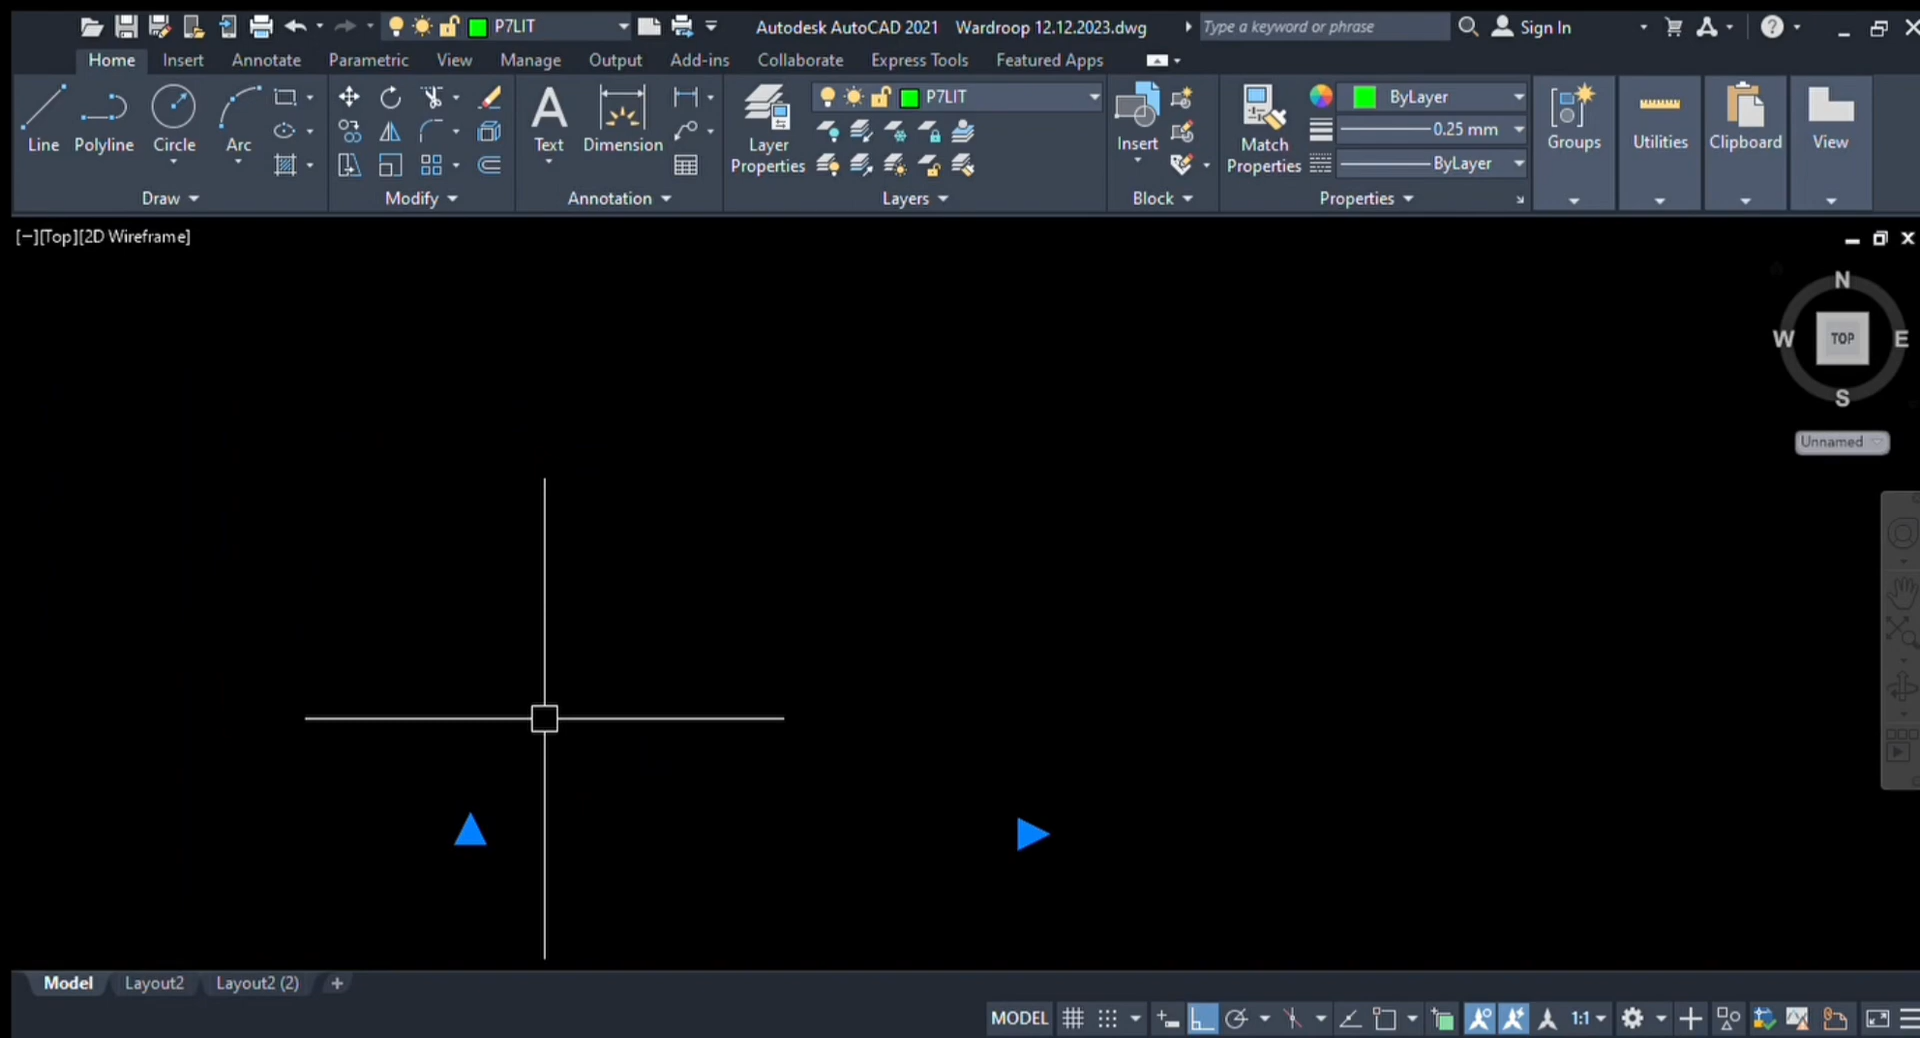 P7LIT
Autodesk AutoCAD 2021 Wardroop 12.12.2023.dwg
Type a keyword or phrase
Sign In
Home Insert Annotate Parametric View Manage Output Add-ins Collaborate Express Tools Featured Apps
P7LIT
ByLayer
0.25 mm
ByLayer
Line Polyline Circle Arc
Text Dimension
Layer
Properties
Insert
Match
Properties
Groups Utilities Clipboard View
Draw Modify Annotation Layers Block Properties
[−][Top][2D Wireframe]
N
W TOP E
S
Unnamed
Model Layout2 Layout2 (2) +
MODEL 1:1